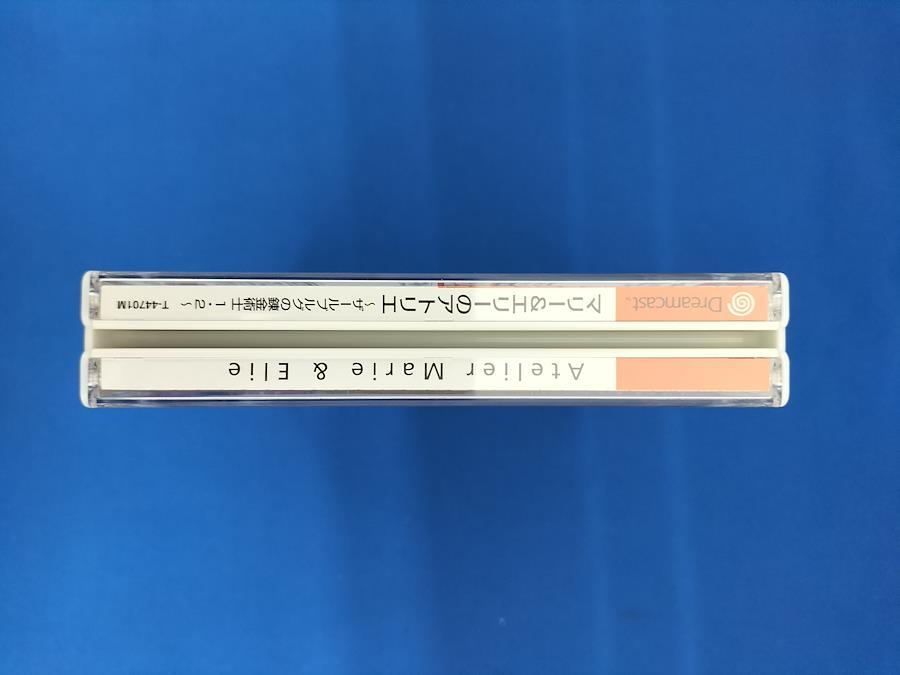 Atelier Marie & Elie
Dreamcast™ マリー&エリーのアトリエ ～ザールブルグの錬金術士1・2～ T-44701M